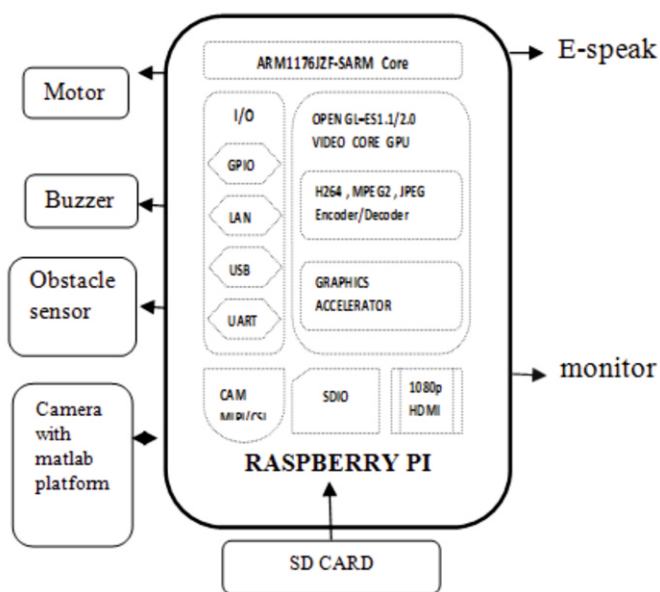 ARM1176JZF-SARM Core
E-speak
Motor
I/O
GPIO
LAN
USB
UART
OPEN GL-ES1.1/2.0
VIDEO CORE GPU
H264 , MPEG2 , JPEG
Encoder/Decoder
GRAPHICS
ACCELERATOR
Buzzer
Obstacle
sensor
Camera
with
matlab
platform
CAM
MIPI/CSI
SDIO
1080p
HDMI
monitor
RASPBERRY PI
SD CARD